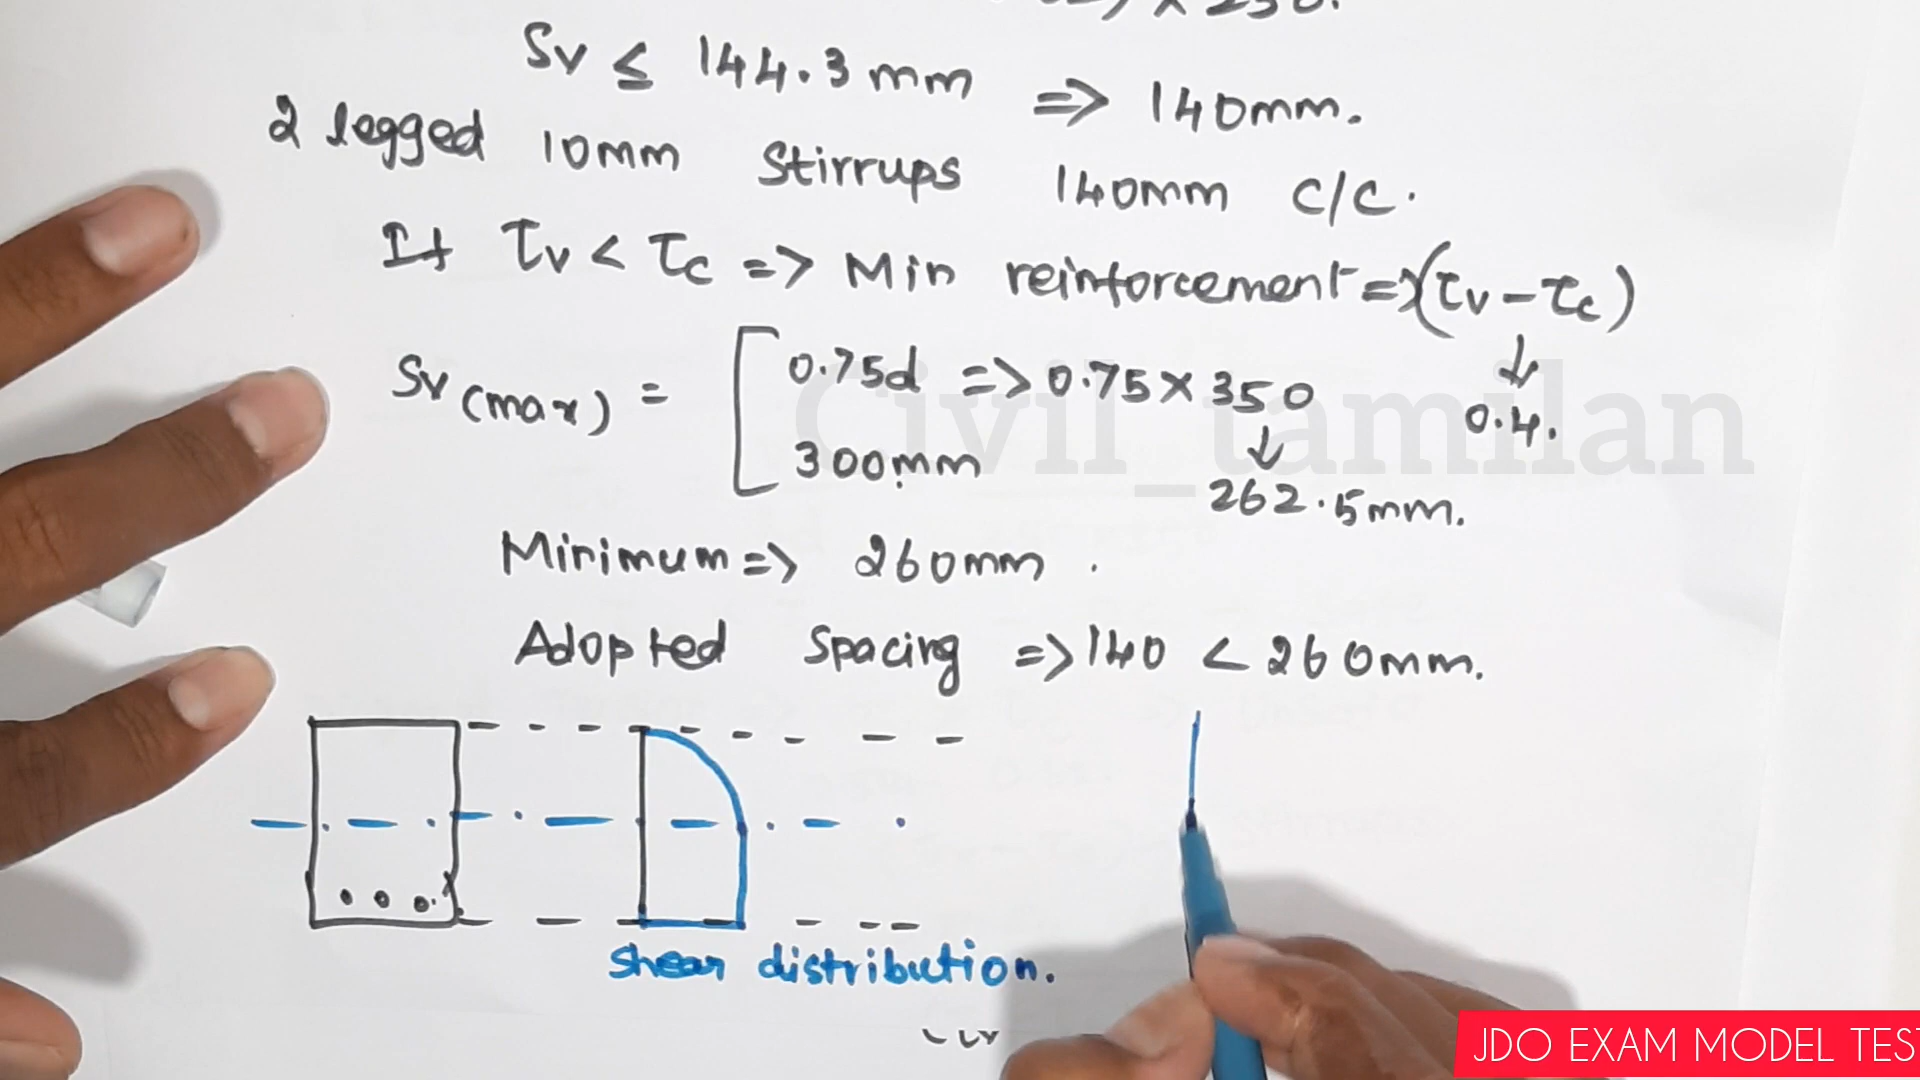 × 250.
Sv ≤ 144.3 mm => 140mm.
2 legged 10mm Stirrups 140mm c/c.
If τv < τc => Min reinforcement => (τv - τc)
↓
0.4.
Sv(max) = [ 0.75d => 0.75 × 350
300mm
↓
262.5mm.
Minimum => 260mm.
Adopted Spacing => 140 < 260mm.
Shear distribution.
Civil_tamilan
JDO EXAM MODEL TES